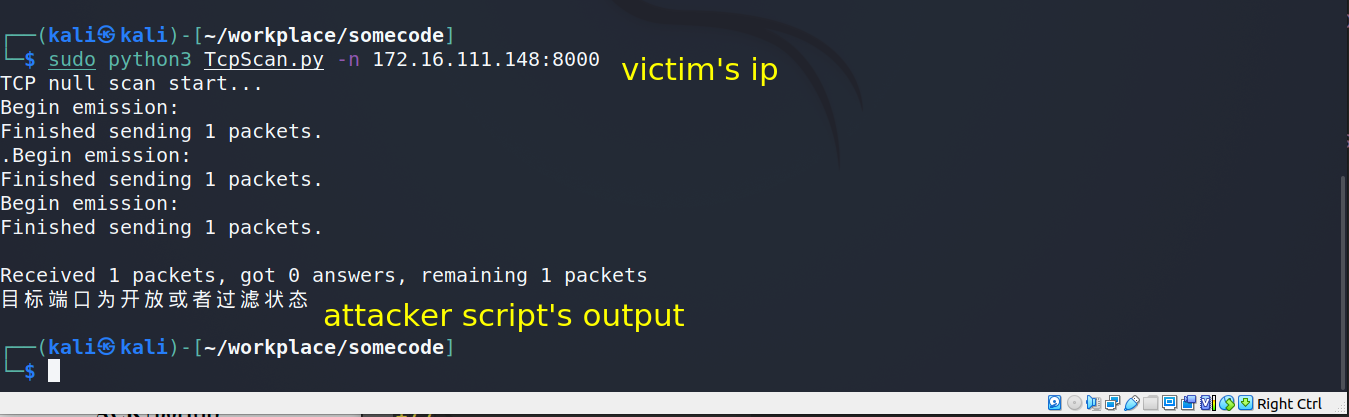 ┌──(kali㉿kali)-[~/workplace/somecode]
└─$ sudo python3 TcpScan.py -n 172.16.111.148:8000
victim's ip
TCP null scan start...
Begin emission:
Finished sending 1 packets.
.Begin emission:
Finished sending 1 packets.
Begin emission:
Finished sending 1 packets.
Received 1 packets, got 0 answers, remaining 1 packets
目标端口为开放或者过滤状态
attacker script's output
┌──(kali㉿kali)-[~/workplace/somecode]
└─$
Right Ctrl